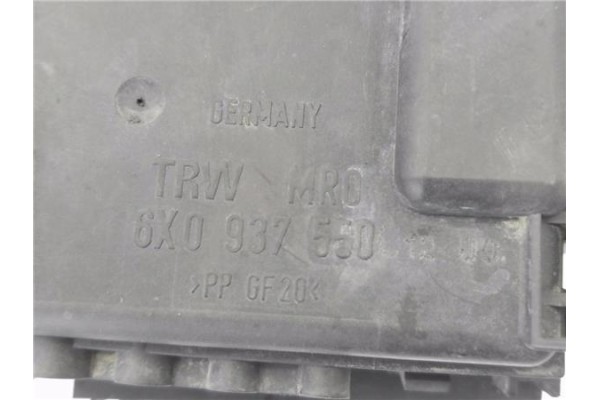 GERMANY
TRW MRO
6X0 937 550
>PP GF20<